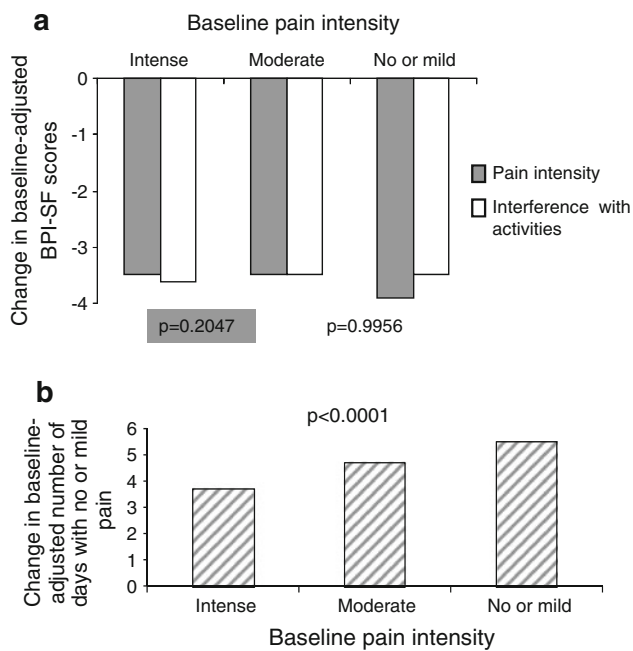 a
Baseline pain intensity
Intense Moderate No or mild
0
-1
-2
-3
-4
Change in baseline-adjusted
BPI-SF scores
Pain intensity
Interference with
activities
p=0.2047 p=0.9956
b
p<0.0001
6
5
4
3
2
1
0
Change in baseline-
adjusted number of
days with no or mild
pain
Intense Moderate No or mild
Baseline pain intensity